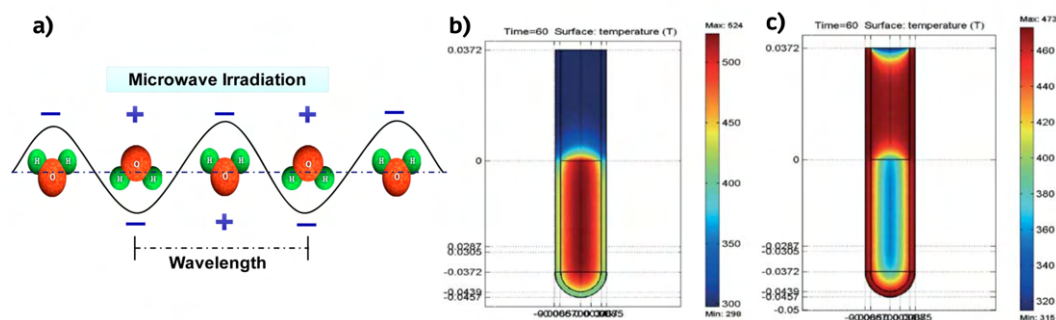 a)
Microwave Irradiation
− + − + −
H H O
Q H H
H H O
Q H H
H H O
− + −
Wavelength
b)
Time=60 Surface: temperature (T)
Max: 524
0.0372
0
-0.0287
-0.0305
-0.0372
-0.0439
-0.0457
500
450
400
350
300
Min: 298
c)
Time=60 Surface: temperature (T)
Max: 473
0.0372
0
-0.0287
-0.0305
-0.0372
-0.0439
-0.0457
-0.05
460
440
420
400
380
360
340
320
Min: 315